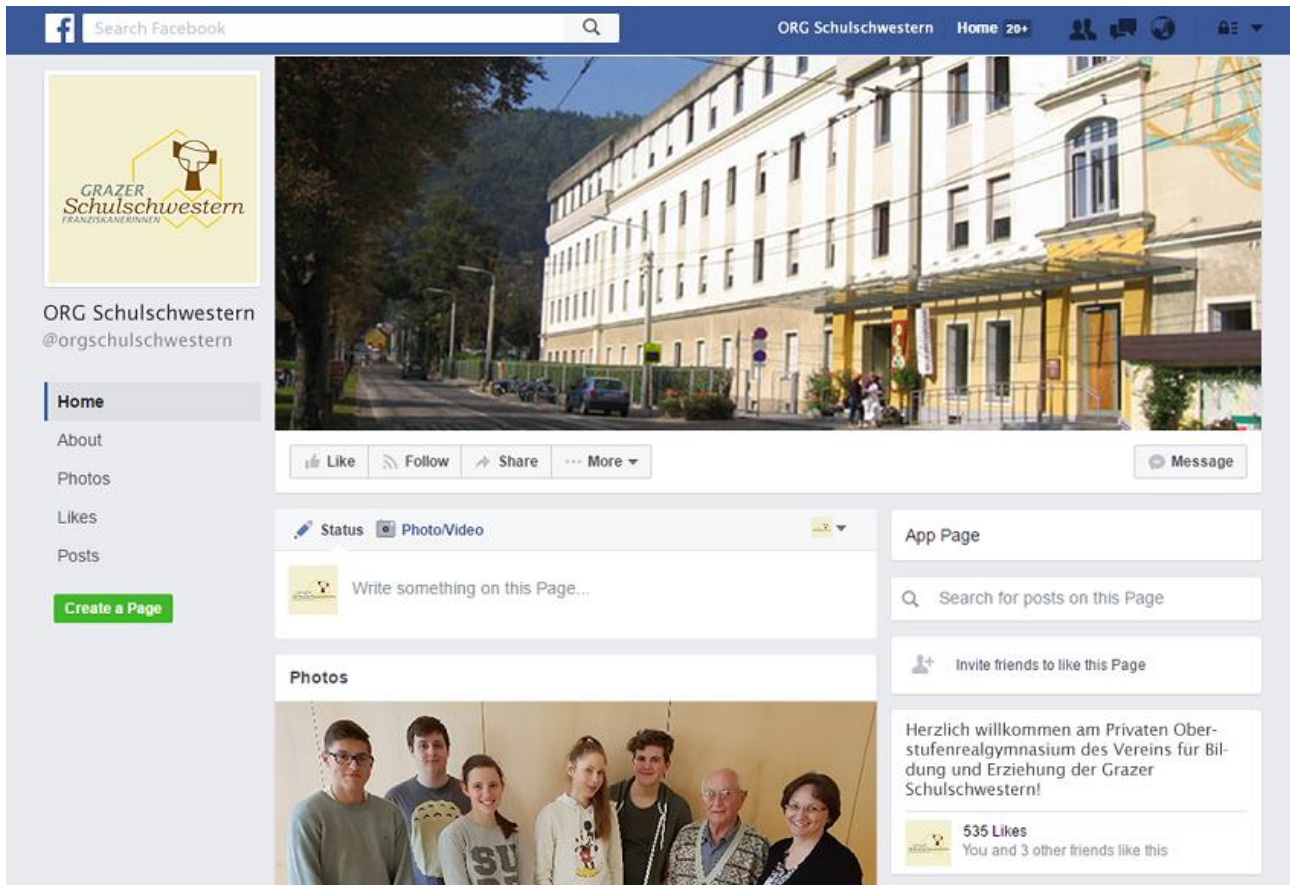 Search Facebook
ORG Schulschwestern Home 20+
GRAZER
Schulschwestern
FRANZISKANERINNEN
ORG Schulschwestern
@orgschulschwestern
Home
About
Photos
Likes
Posts
Create a Page
Like Follow Share ··· More
Message
Status Photo/Video
Write something on this Page...
Photos
SU
App Page
Search for posts on this Page
Invite friends to like this Page
Herzlich willkommen am Privaten Ober-
stufenrealgymnasium des Vereins für Bil-
dung und Erziehung der Grazer
Schulschwestern!
535 Likes
You and 3 other friends like this